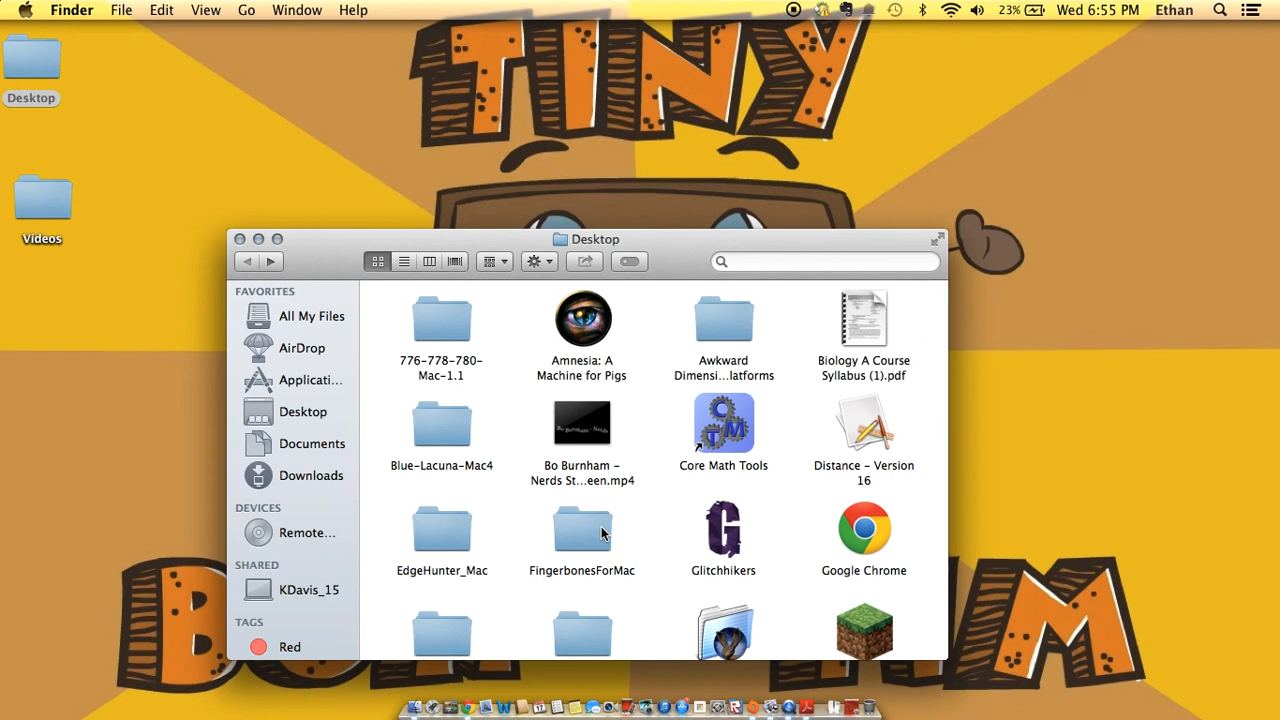 Finder File Edit View Go Window Help 23% Wed 6:55 PM Ethan
TINY
Desktop
Videos
Desktop
FAVORITES
All My Files
AirDrop
Applicati...
Desktop
Documents
Downloads
DEVICES
Remote...
SHARED
KDavis_15
TAGS
Red
776-778-780-
Mac-1.1
Amnesia: A
Machine for Pigs
Awkward
Dimensi...latforms
Biology A Course
Syllabus (1).pdf
Blue-Lacuna-Mac4
Bo Burnham -
Nerds St...een.mp4
Core Math Tools
Distance - Version
16
EdgeHunter_Mac
FingerbonesForMac
Glitchhikers
Google Chrome